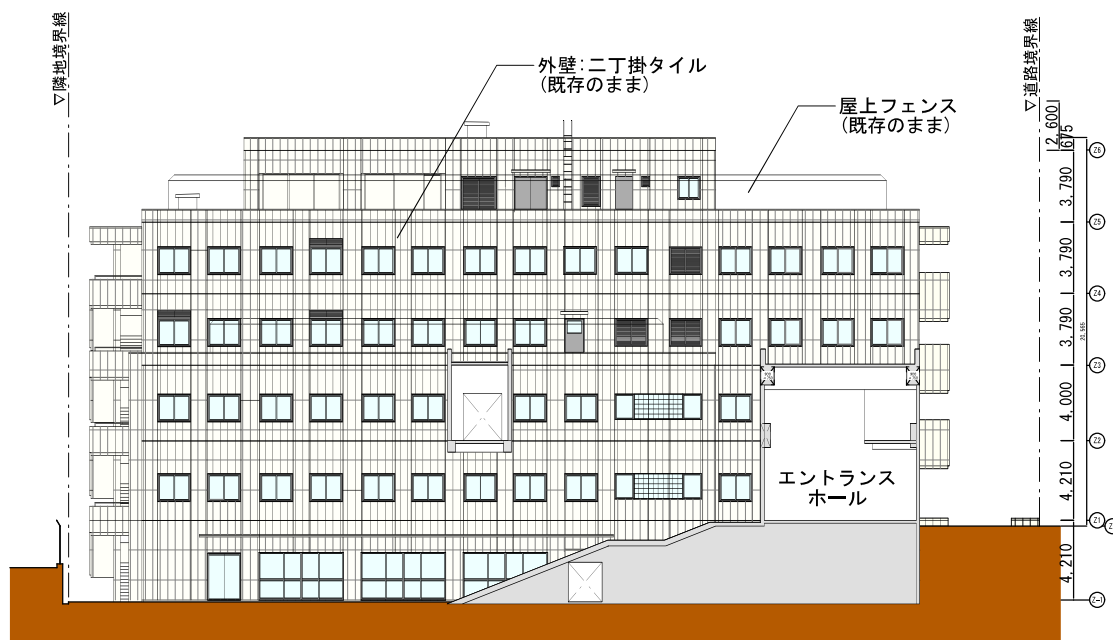 ▽隣地境界線
外壁:二丁掛タイル
(既存のまま)
屋上フェンス
(既存のまま)
▽道路境界線
2,600
675
Z6
3,790
Z5
3,790
Z4
3,790
Z3
4,000
Z2
4,210
Z1
4,210
Z-1
エントランス
ホール